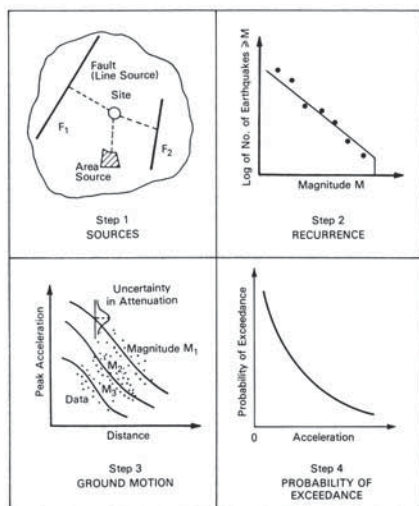 Fault
(Line Source)
Site
F1
F2
Area
Source
Step 1
SOURCES
Log of No. of Earthquakes ⩾M
Magnitude M
Step 2
RECURRENCE
Uncertainty
in Attenuation
Peak Acceleration
Magnitude M1
M2
M3
Data
Distance
Step 3
GROUND MOTION
Probability of Exceedance
0
Acceleration
Step 4
PROBABILITY OF
EXCEEDANCE